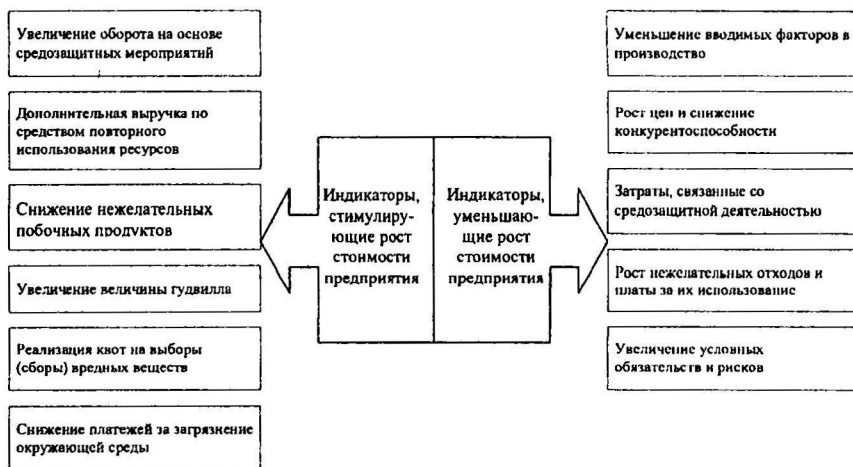 Увеличение оборота на основе
средозащитных мероприятий
Дополнительная выручка по
средством повторного
использования ресурсов
Снижение нежелательных
побочных продуктов
Увеличение величины гудвилла
Реализация квот на выборы
(сборы) вредных веществ
Снижение платежей за загрязнение
окружающей среды
Индикаторы,
стимулиру-
ющие рост
стоимости
предприятия
Индикаторы,
уменьшаю-
щие рост
стоимости
предприятия
Уменьшение вводимых факторов в
производство
Рост цен и снижение
конкурентоспособности
Затраты, связанные со
средозащитной деятельностью
Рост нежелательных отходов и
платы за их использование
Увеличение условных
обязательств и рисков